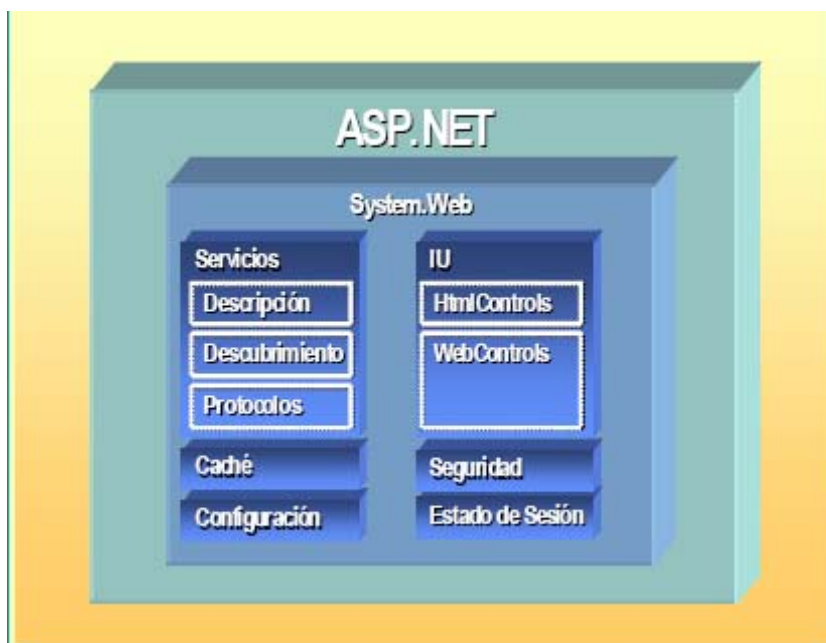 ASP.NET
System.Web
Servicios
Descripción
Descubrimiento
Protocolos
Caché
Configuración
IU
HtmlControls
WebControls
Seguridad
Estado de Sesión